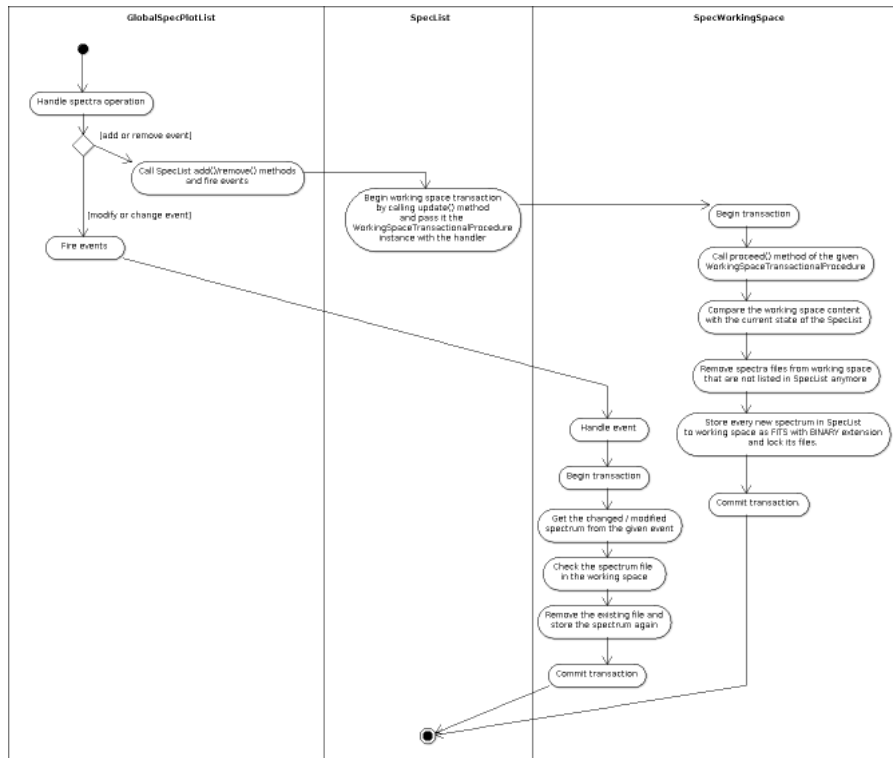 GlobalSpecPlotList
SpecList
SpecWorkingSpace
Handle spectra operation
[add or remove event]
Call SpecList add()/remove() methods
and fire events
[modify or change event]
Fire events
Begin working space transaction
by calling update() method
and pass it the
WorkingSpaceTransactionalProcedure
instance with the handler
Begin transaction
Call proceed() method of the given
WorkingSpaceTransactionalProcedure
Compare the working space content
with the current state of the SpecList
Remove spectra files from working space
that are not listed in SpecList anymore
Store every new spectrum in SpecList
to working space as FITS with BINARY extension
and lock its files.
Commit transaction.
Handle event
Begin transaction
Get the changed / modified
spectrum from the given event
Check the spectrum file
in the working space
Remove the existing file and
store the spectrum again
Commit transaction